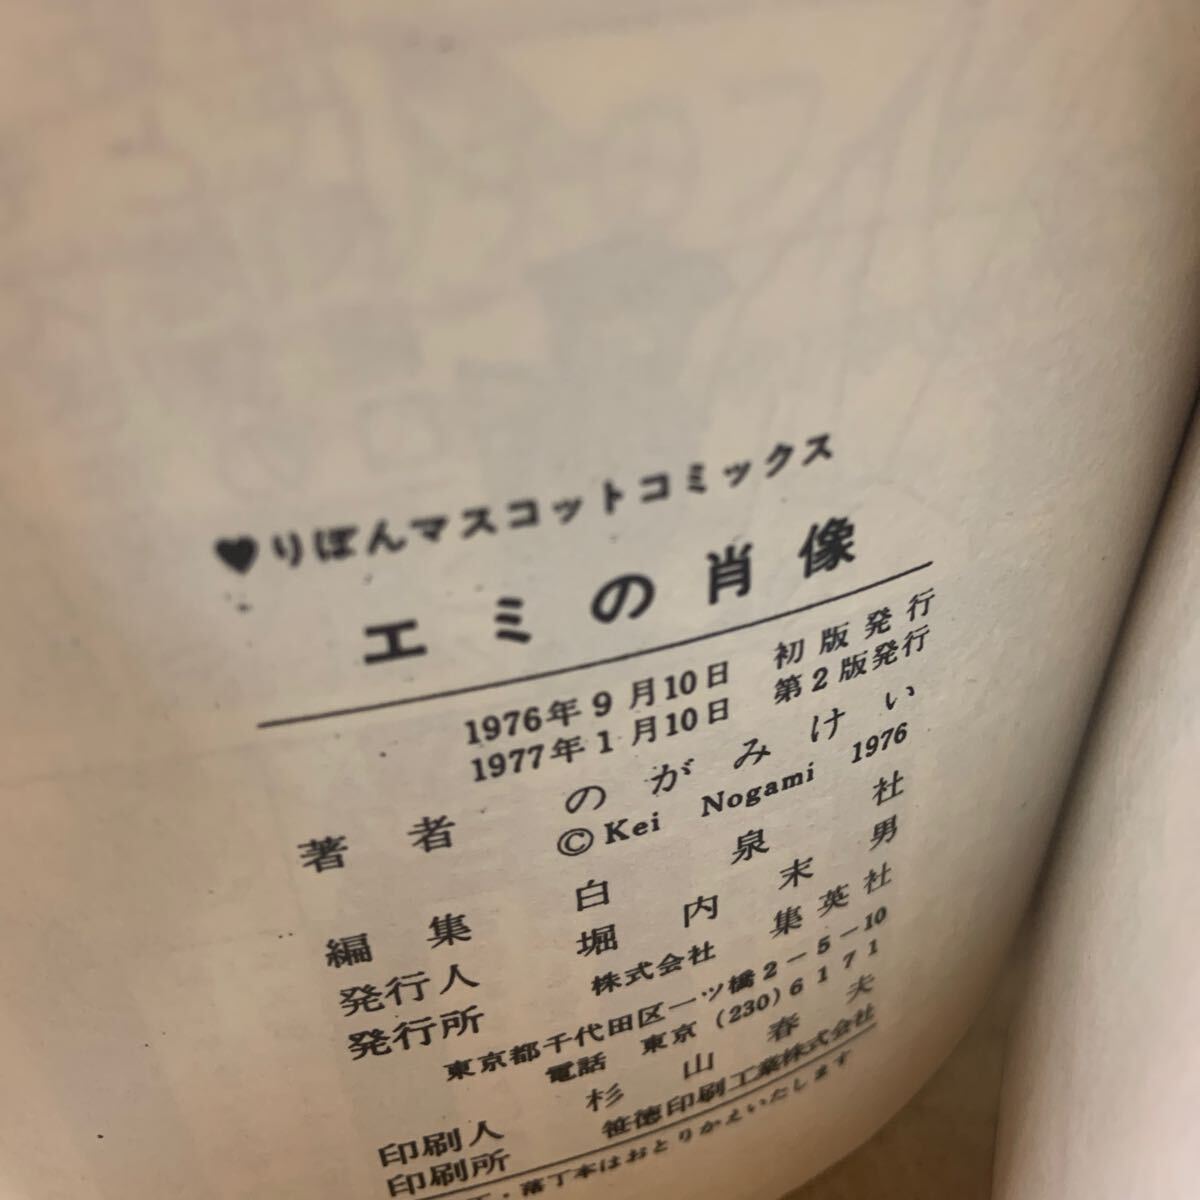 ♥りぼんマスコットコミックス
エミの肖像
1976年9月10日 初版発行
1977年1月10日 第2版発行
著者 のがみけい
©Kei Nogami 1976
編集 白泉社
発行人 堀内末男
発行所 株式会社 集英社
東京都千代田区一ツ橋2-5-10
電話 東京 (230) 6171
印刷人 杉山春夫
印刷所 笹徳印刷工業株式会社
・落丁本はおとりかえいたします